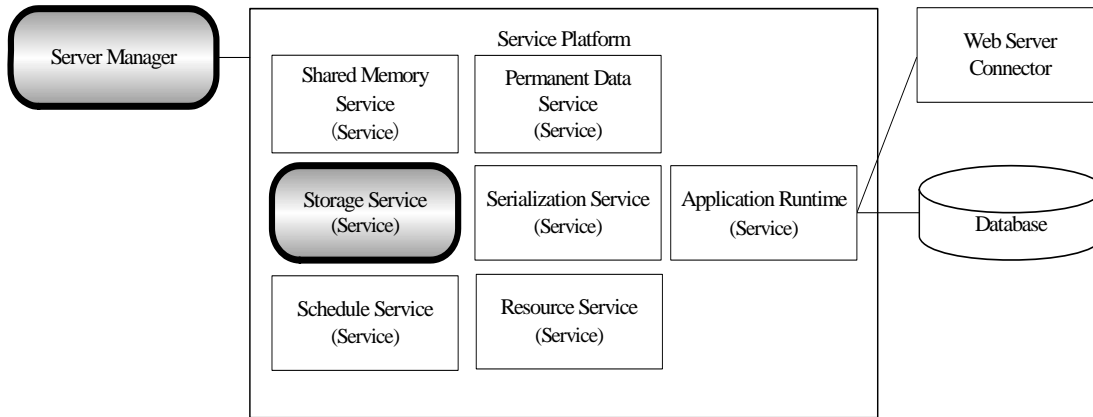 Server Manager
Service Platform
Web Server
Connector
Shared Memory
Service
（Service）
Permanent Data
Service
(Service)
Storage Service
(Service)
Serialization Service
(Service)
Application Runtime
(Service)
Database
Schedule Service
(Service)
Resource Service
(Service)